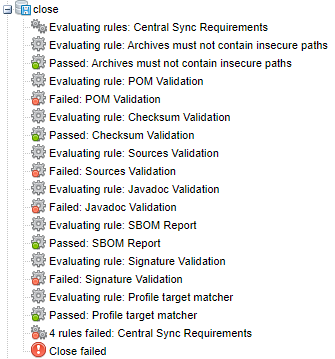 close
Evaluating rules: Central Sync Requirements
Evaluating rule: Archives must not contain insecure paths
Passed: Archives must not contain insecure paths
Evaluating rule: POM Validation
Failed: POM Validation
Evaluating rule: Checksum Validation
Passed: Checksum Validation
Evaluating rule: Sources Validation
Failed: Sources Validation
Evaluating rule: Javadoc Validation
Failed: Javadoc Validation
Evaluating rule: SBOM Report
Passed: SBOM Report
Evaluating rule: Signature Validation
Failed: Signature Validation
Evaluating rule: Profile target matcher
Passed: Profile target matcher
4 rules failed: Central Sync Requirements
Close failed